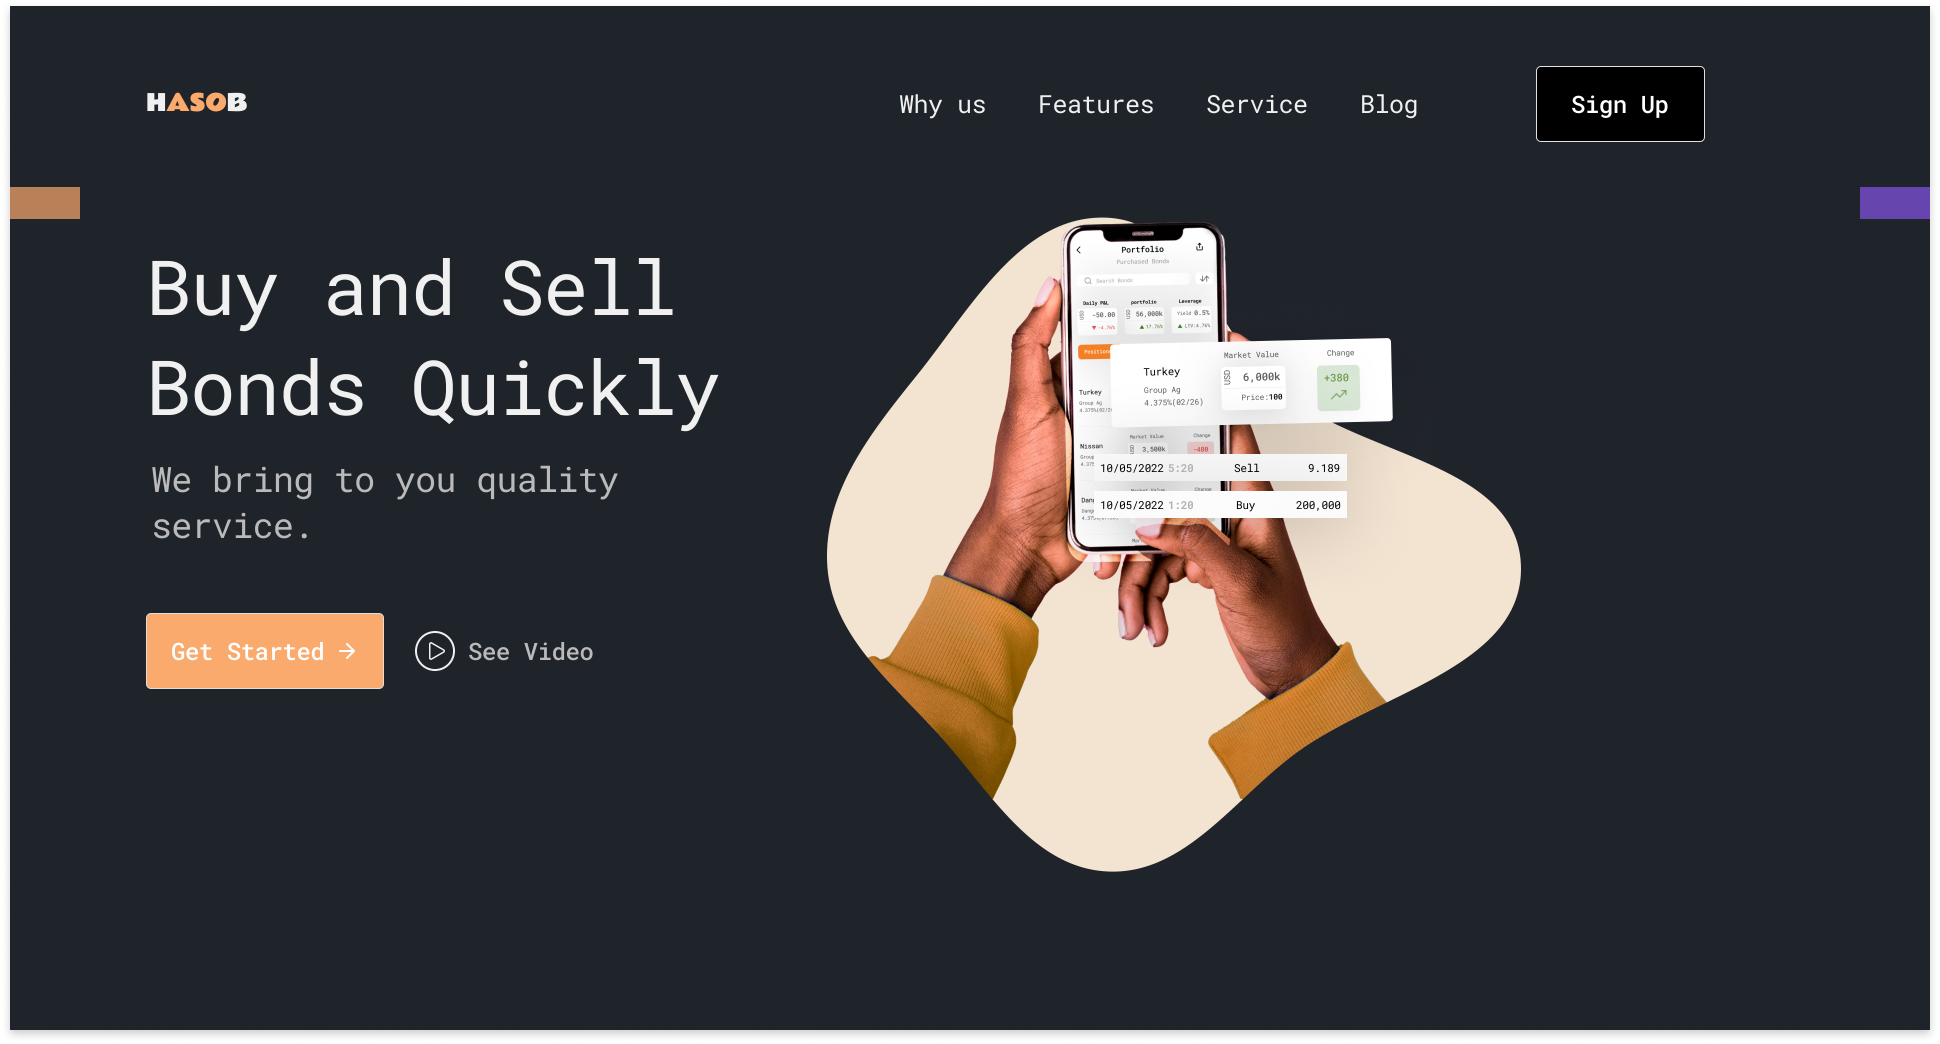 HASOB
Why us
Features
Service
Blog
Sign Up
Buy and Sell
Bonds Quickly
We bring to you quality
service.
Get Started →
See Video
Portfolio
Purchased Bonds
Search Bonds
Daily P&L
portfolio
Leverage
USD
-50.00
USD
56,000k
Yield 0.5%
-4.76%
17.76%
LTV:4.76%
Turkey
Group Ag
4.375%(02/2
Market Value
Change
Turkey
USD
6,000k
+380
Group Ag
4.375%(02/26)
Price:100
Market Value
Change
Nissan
USD
3,500k
-400
Group
10/05/2022 5:20
Sell
9.189
10/05/2022 1:20
Buy
200,000